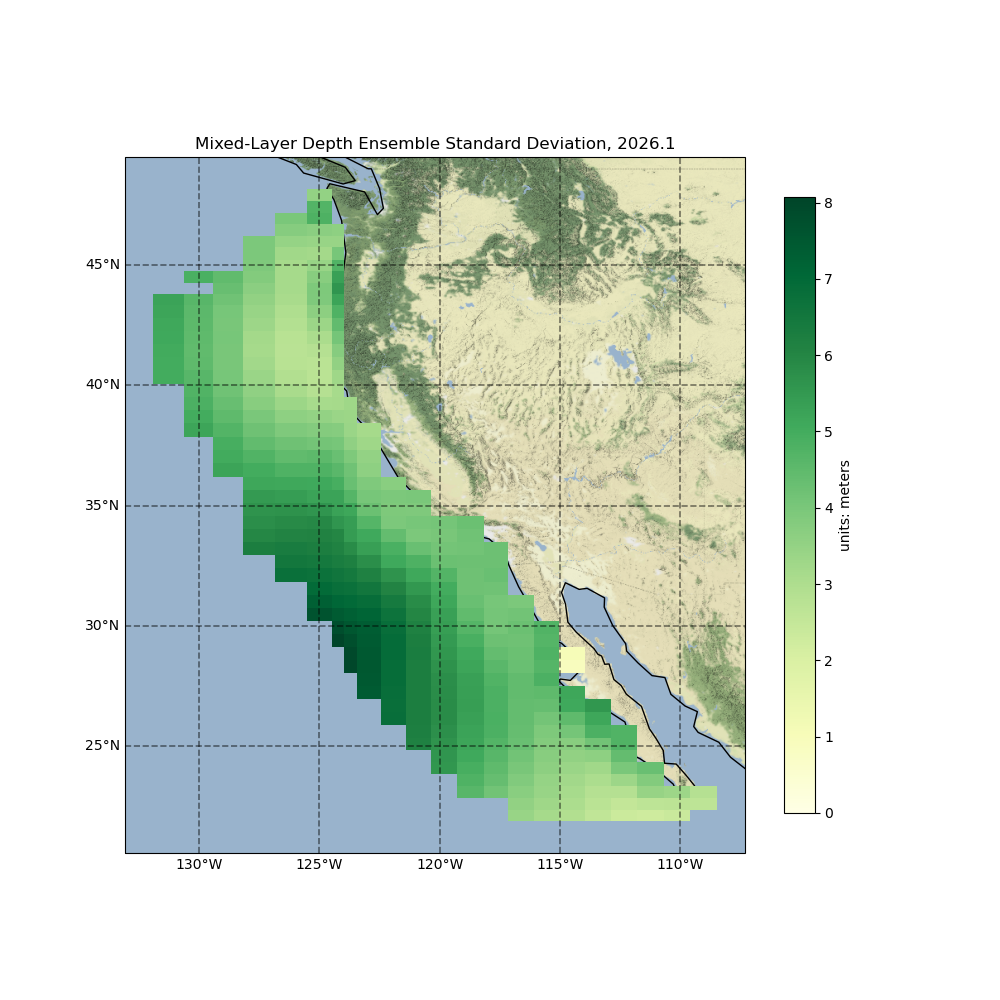 Mixed-Layer Depth Ensemble Standard Deviation, 2026.1
45°N
40°N
35°N
30°N
25°N
130°W
125°W
120°W
115°W
110°W
8
7
6
5
4
3
2
1
0
units: meters